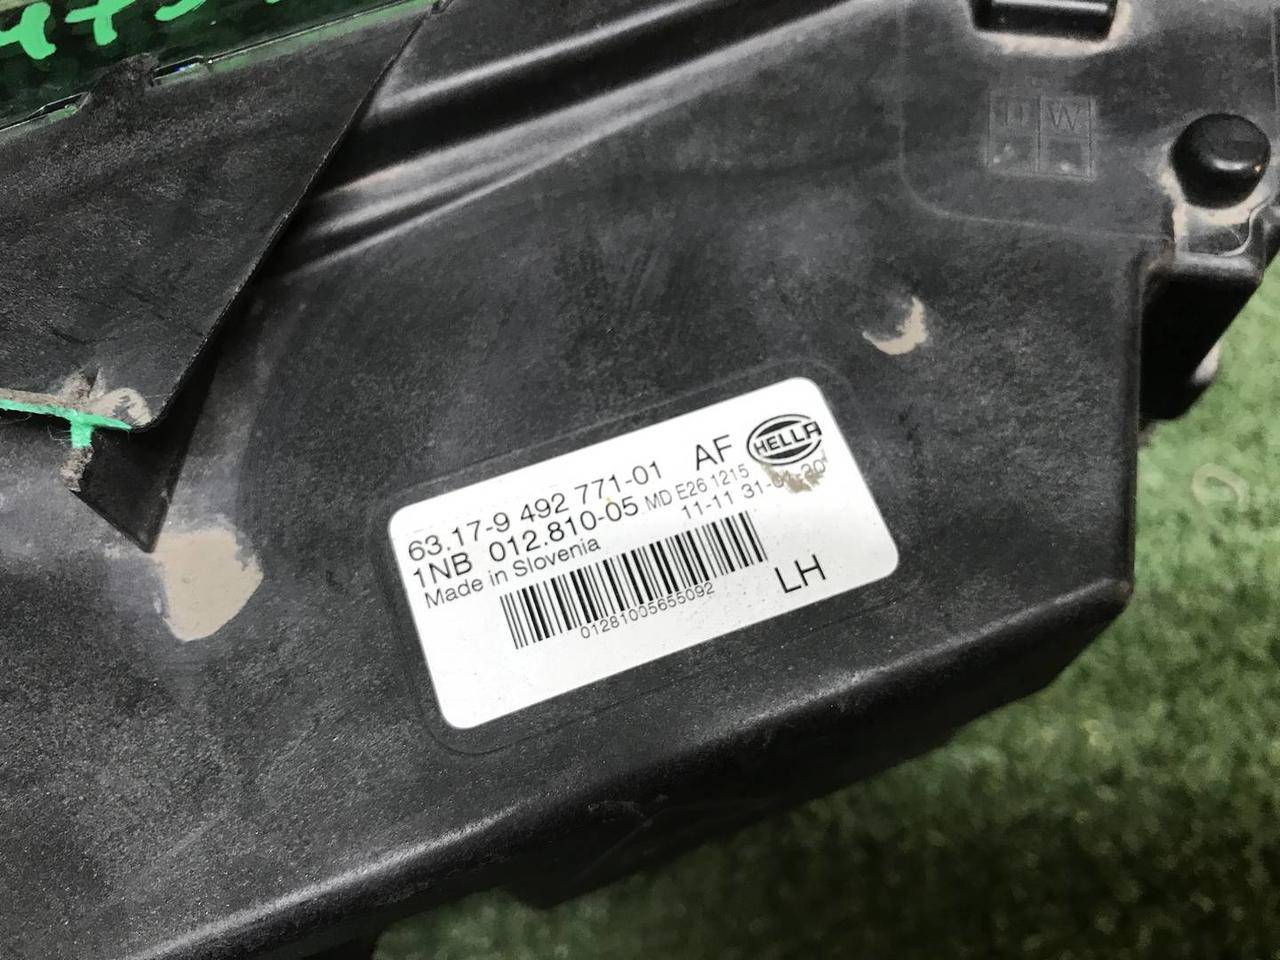 HELLA
63.17-9 492 771-01 AF
1NB 012.810-05 MD E26 1215
Made in Slovenia 11-11
01281005655092
LH
W